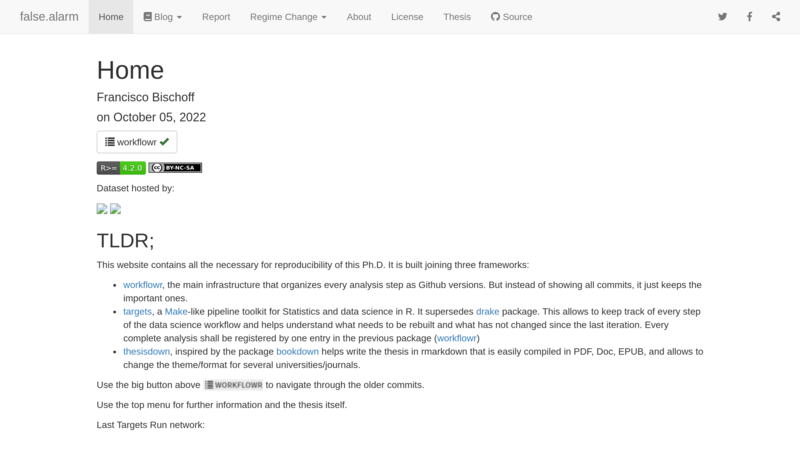 false.alarm Home Blog Report Regime Change About License Thesis Source
Home
Francisco Bischoff
on October 05, 2022
workflowr
R>= 4.2.0 CC BY-NC-SA
Dataset hosted by:
TLDR;
This website contains all the necessary for reproducibility of this Ph.D. It is built joining three frameworks:
• workflowr, the main infrastructure that organizes every analysis step as Github versions. But instead of showing all commits, it just keeps the
important ones.
• targets, a Make-like pipeline toolkit for Statistics and data science in R. It supersedes drake package. This allows to keep track of every step
of the data science workflow and helps understand what needs to be rebuilt and what has not changed since the last iteration. Every
complete analysis shall be registered by one entry in the previous package (workflowr)
• thesisdown, inspired by the package bookdown helps write the thesis in rmarkdown that is easily compiled in PDF, Doc, EPUB, and allows to
change the theme/format for several universities/journals.
Use the big button above WORKFLOWR to navigate through the older commits.
Use the top menu for further information and the thesis itself.
Last Targets Run network: